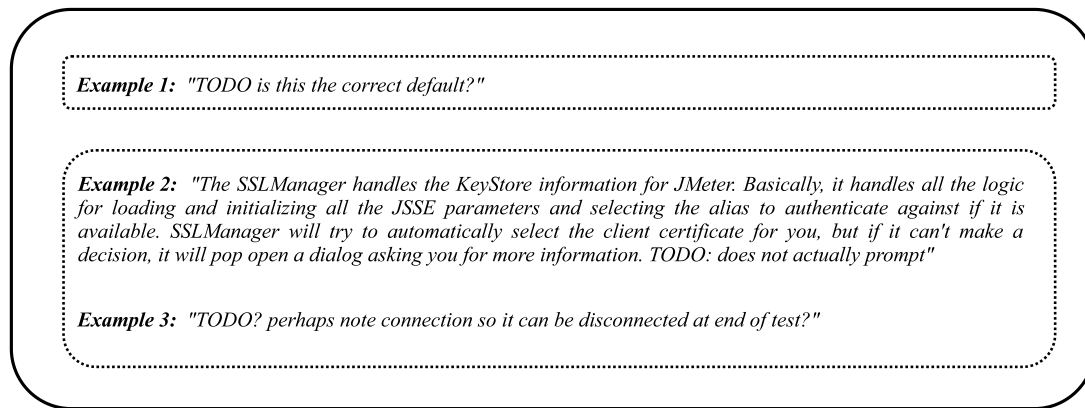 Example 1: "TODO is this the correct default?"
Example 2: "The SSLManager handles the KeyStore information for JMeter. Basically, it handles all the logic
for loading and initializing all the JSSE parameters and selecting the alias to authenticate against if it is
available. SSLManager will try to automatically select the client certificate for you, but if it can't make a
decision, it will pop open a dialog asking you for more information. TODO: does not actually prompt"
Example 3: "TODO? perhaps note connection so it can be disconnected at end of test?"